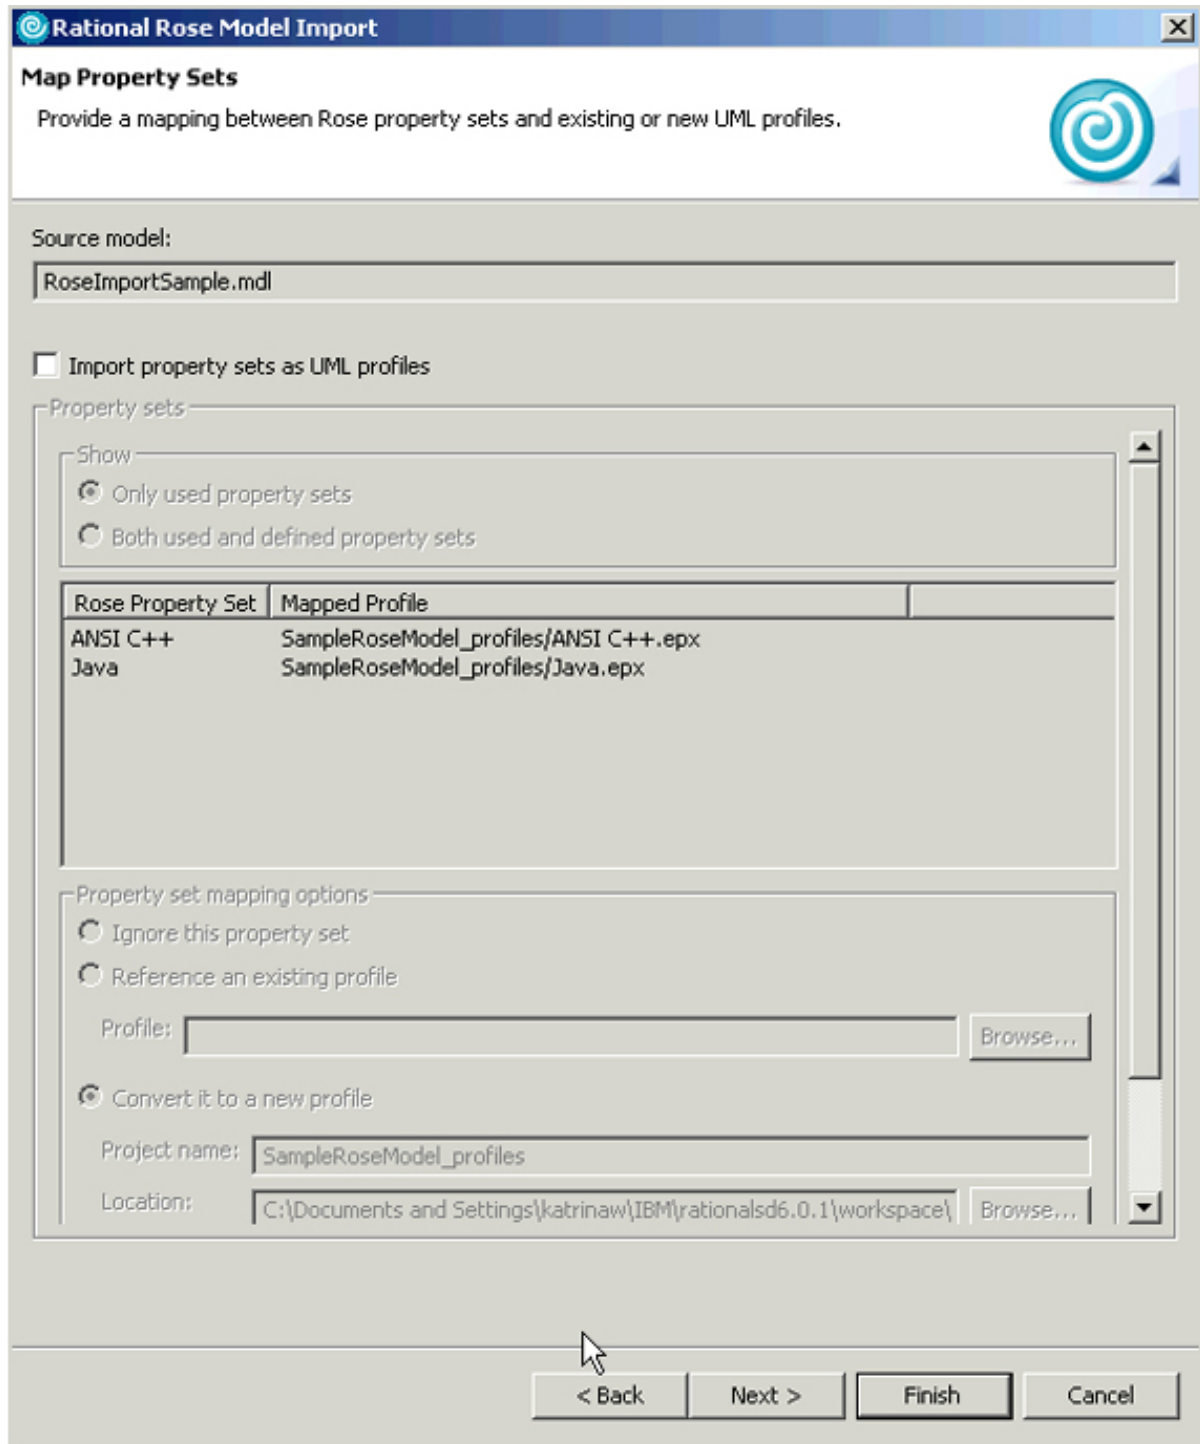 Rational Rose Model Import
Map Property Sets
Provide a mapping between Rose property sets and existing or new UML profiles.
Source model:
RoseImportSample.mdl
Import property sets as UML profiles
Property sets
Show
Only used property sets
Both used and defined property sets
Rose Property Set Mapped Profile
ANSI C++ SampleRoseModel_profiles/ANSI C++.epx
Java SampleRoseModel_profiles/Java.epx
Property set mapping options
Ignore this property set
Reference an existing profile
Profile: Browse...
Convert it to a new profile
Project name: SampleRoseModel_profiles
Location: C:\Documents and Settings\katrinaw\IBM\rationalsd6.0.1\workspace\ Browse...
< Back Next > Finish Cancel